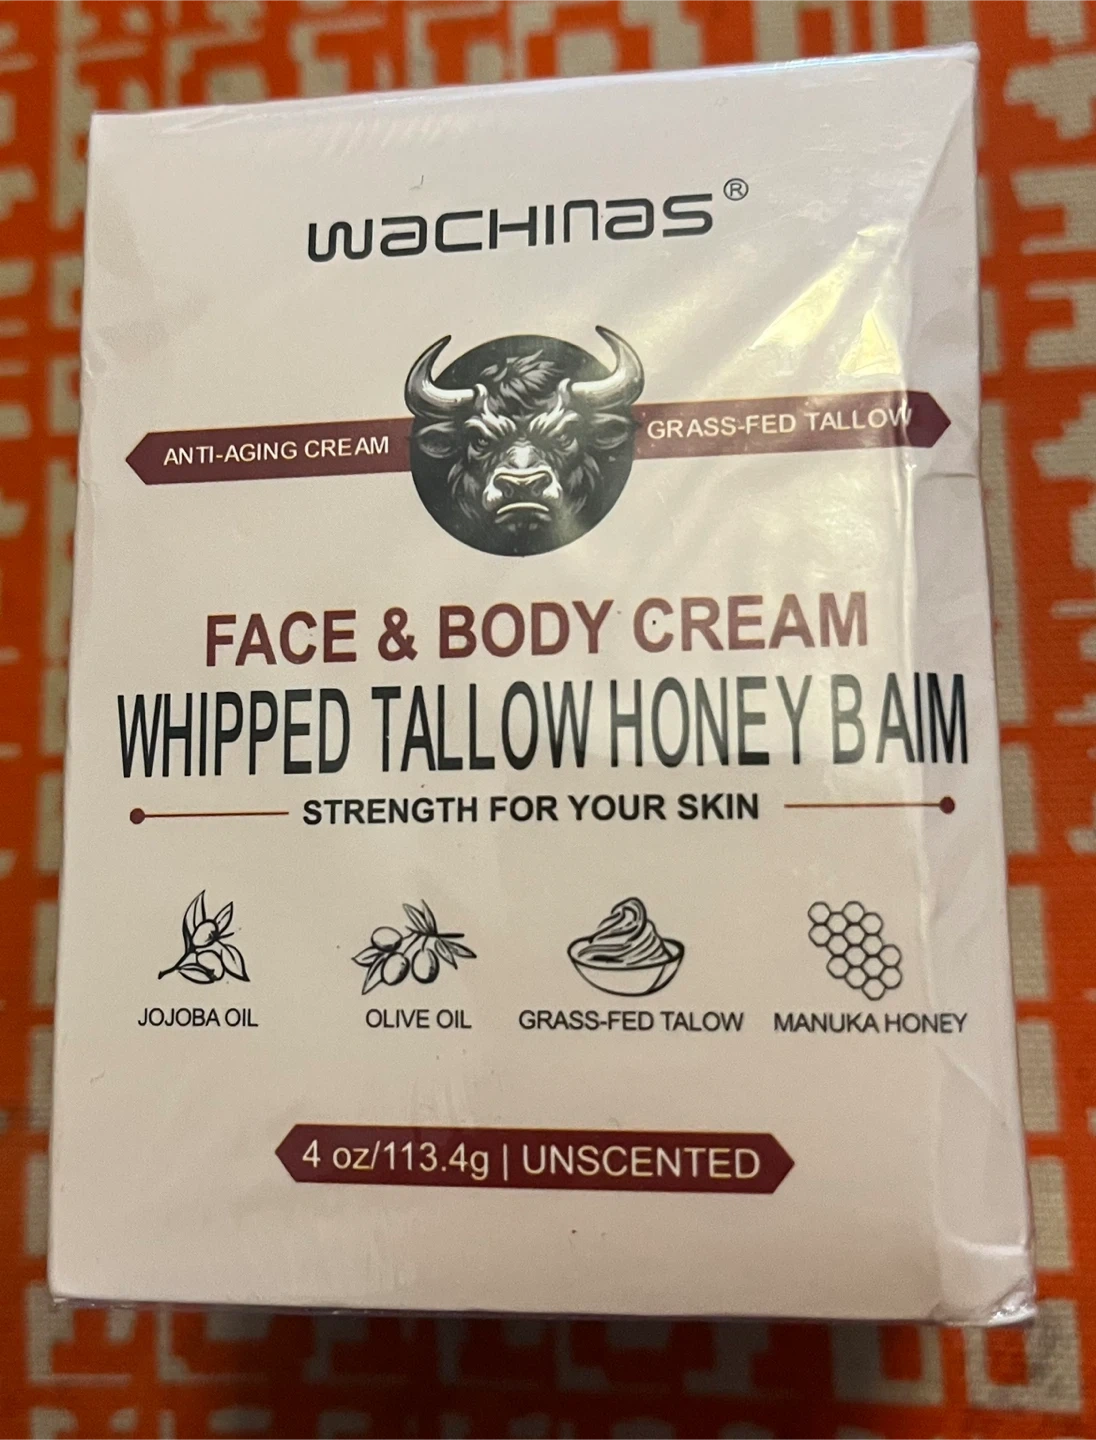 WACHINAS®
ANTI-AGING CREAM
GRASS-FED TALLOW
FACE & BODY CREAM
WHIPPED TALLOW HONEY BAIM
STRENGTH FOR YOUR SKIN
JOJOBA OIL
OLIVE OIL
GRASS-FED TALOW
MANUKA HONEY
4 oz/113.4g | UNSCENTED